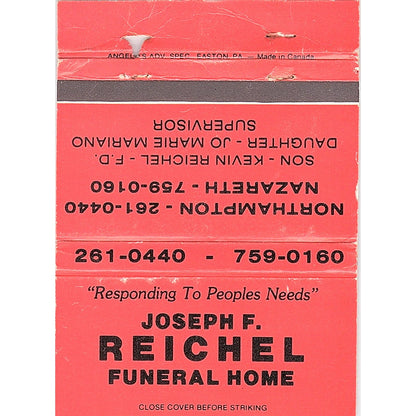 ANGEL'S ADV. SPEC. EASTON, PA. — Made in Canada
NORTHAMPTON - 261-0440
NAZARETH - 759-0160
SON - KEVIN REICHEL - F.D.
DAUGHTER - JO MARIE MARIANO
SUPERVISOR
261-0440 - 759-0160
"Responding To Peoples Needs"
JOSEPH F.
REICHEL
FUNERAL HOME
CLOSE COVER BEFORE STRIKING